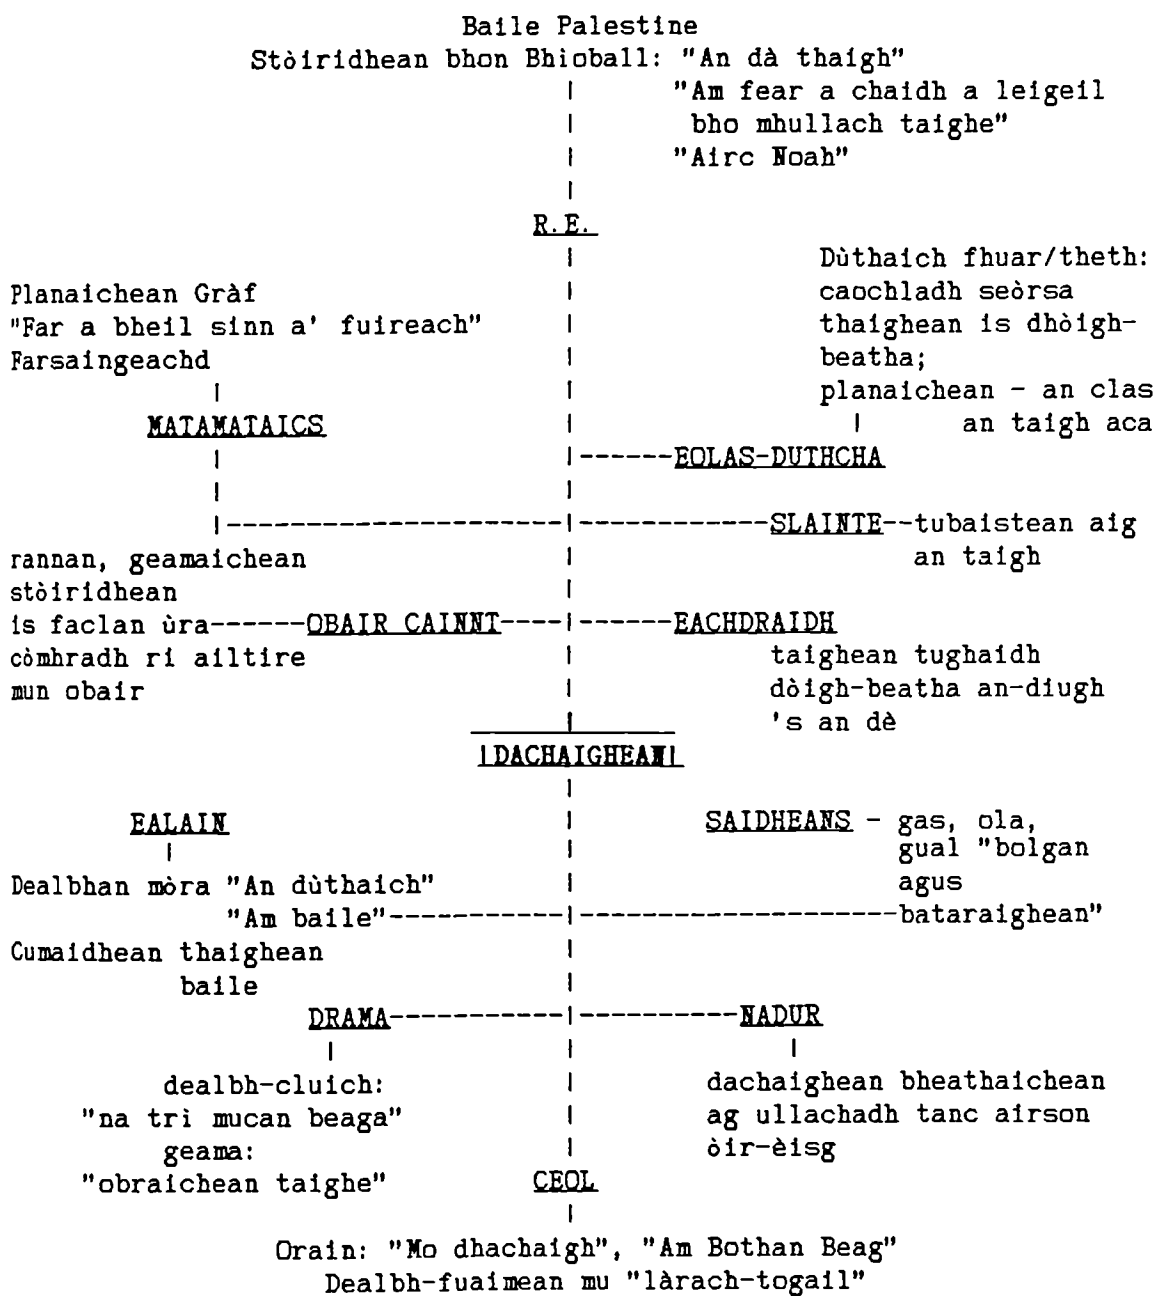 Baile Palestine
Stòiridhean bhon Bhioball: "An dà thaigh"
"Am fear a chaidh a leigeil
bho mhullach taighe"
"Airc Noah"
R.E.
Dùthaich fhuar/theth:
caochladh seòrsa
thaighean is dhòigh-
beatha;
planaichean - an clas
an taigh aca
Planaichean Gràf
"Far a bheil sinn a' fuireach"
Farsaingeachd
MATAMATAICS
EOLAS-DUTHCHA
SLAINTE--tubaistean aig
an taigh
rannan, geamaichean
stòiridhean
is faclan ùra------OBAIR CAINNT
còmhradh ri ailtire
mun obair
EACHDRAIDH
taighean tughaidh
dòigh-beatha an-diugh
's an dè
DACHAIGHEAN
EALAIN
Dealbhan mòra "An dùthaich"
"Am baile"
Cumaidhean thaighean
baile
SAIDHEANS - gas, ola,
gual "bolgan
agus
bataraighean"
DRAMA
dealbh-cluich:
"na trì mucan beaga"
geama:
"obraichean taighe"
NADUR
dachaighean bheathaichean
ag ullachadh tanc airson
òir-èisg
CEOL
Orain: "Mo dhachaigh", "Am Bothan Beag"
Dealbh-fuaimean mu "làrach-togail"